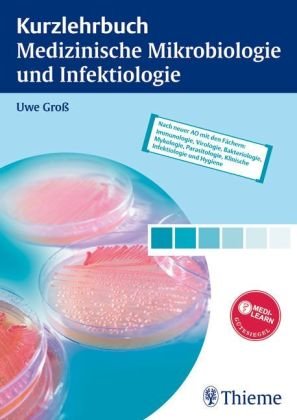 Kurzlehrbuch
Medizinische Mikrobiologie
und Infektiologie
Uwe Groß
Nach neuer AO mit den Fächern:
Immunologie, Virologie, Bakteriologie,
Mykologie, Parasitologie, Klinische
Infektiologie und Hygiene
MEDI-
LEARN
GÜTESIEGEL
Thieme